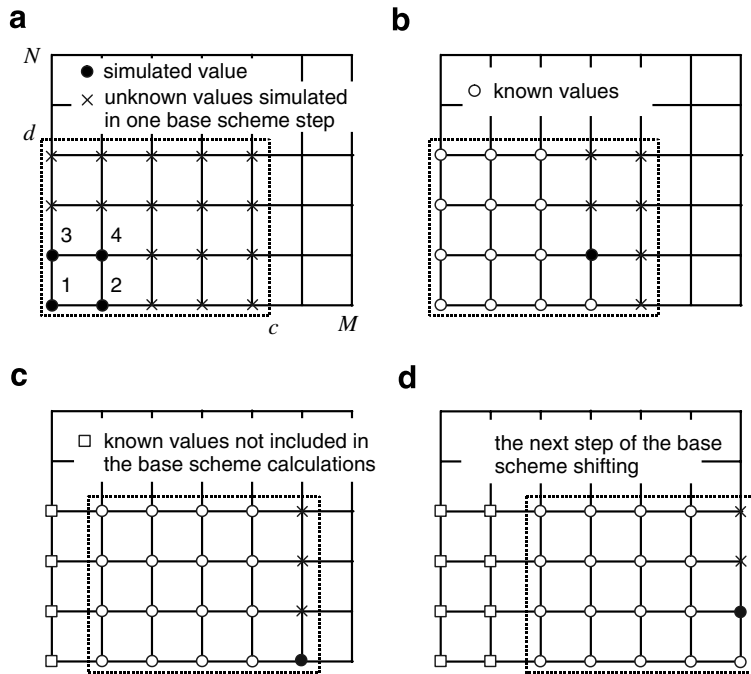 a
N
simulated value
unknown values simulated
in one base scheme step
d
3 4
1 2
c
M
b
known values
c
known values not included in
the base scheme calculations
d
the next step of the base
scheme shifting